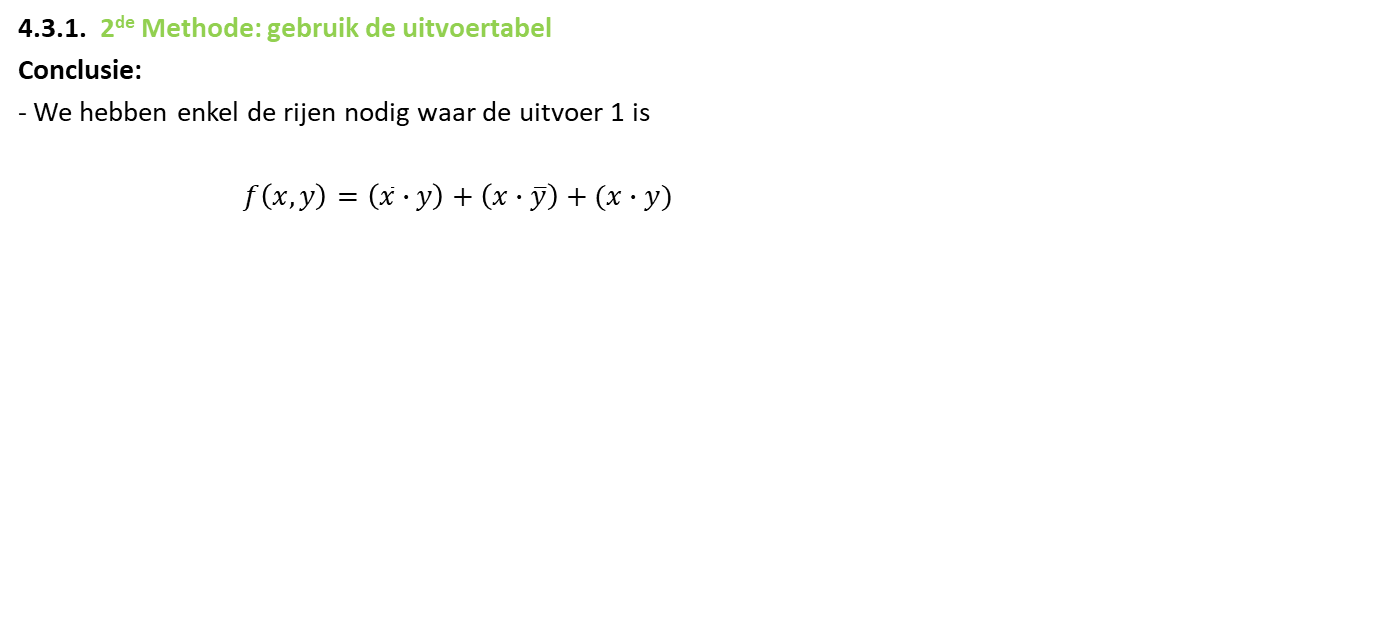 4.3.1. 2de Methode: gebruik de uitvoertabel
Conclusie:
- We hebben enkel de rijen nodig waar de uitvoer 1 is
f(x,y) = (ẋ · y) + (x · ȳ) + (x · y)